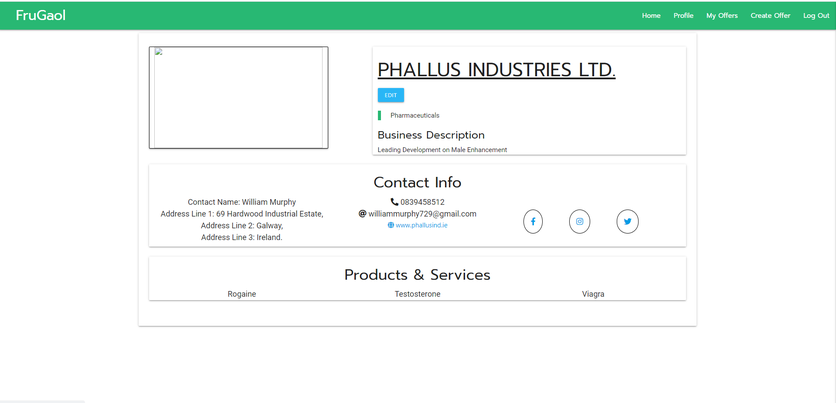 FruGaol
Home Profile My Offers Create Offer Log Out
PHALLUS INDUSTRIES LTD.
EDIT
Pharmaceuticals
Business Description
Leading Development on Male Enhancement
Contact Info
Contact Name: William Murphy
Address Line 1: 69 Hardwood Industrial Estate,
Address Line 2: Galway,
Address Line 3: Ireland.
0839458512
@ williammurphy729@gmail.com
www.phallusind.ie
Products & Services
Rogaine Testosterone Viagra